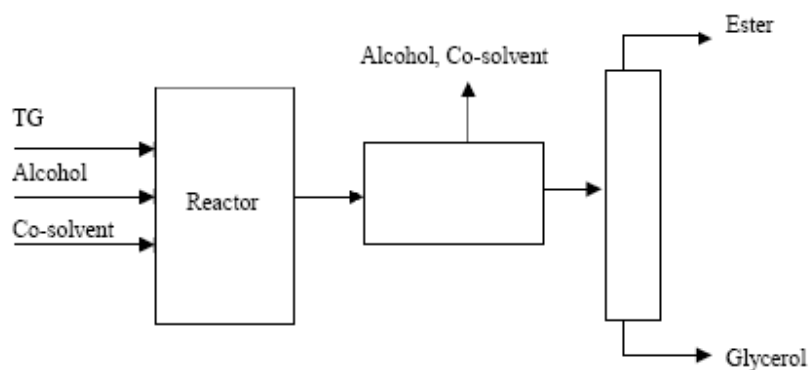 Ester
Alcohol, Co-solvent
TG
Alcohol
Reactor
Co-solvent
Glycerol